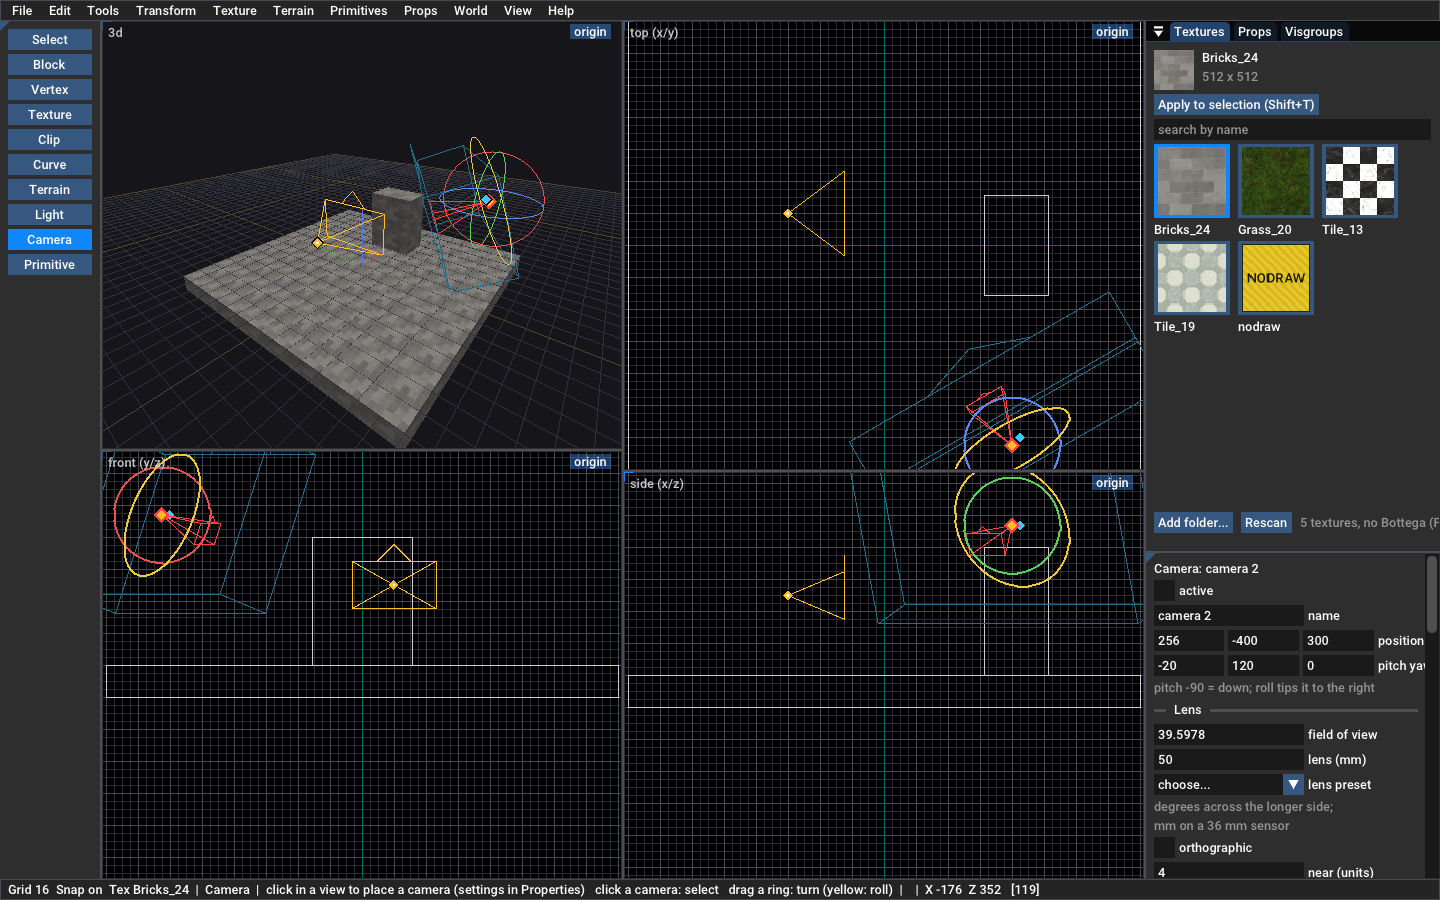 File Edit Tools Transform Texture Terrain Primitives Props World View Help
Select
Block
Vertex
Texture
Clip
Curve
Terrain
Light
Camera
Primitive
3d origin
top (x/y) origin
front (y/z) origin
side (x/z) origin
Textures Props Visgroups
Bricks_24
512 x 512
Apply to selection (Shift+T)
search by name
Bricks_24 Grass_20 Tile_13
NODRAW
Tile_19 nodraw
Add folder... Rescan 5 textures, no Bottega (F
Camera: camera 2
active
camera 2 name
256 -400 300 position
-20 120 0 pitch ya
pitch -90 = down; roll tips it to the right
Lens
39.5978 field of view
50 lens (mm)
choose... lens preset
degrees across the longer side;
mm on a 36 mm sensor
orthographic
4 near (units)
Grid 16 Snap on Tex Bricks_24 | Camera | click in a view to place a camera (settings in Properties) click a camera: select drag a ring: turn (yellow: roll) | | X -176 Z 352 [119]